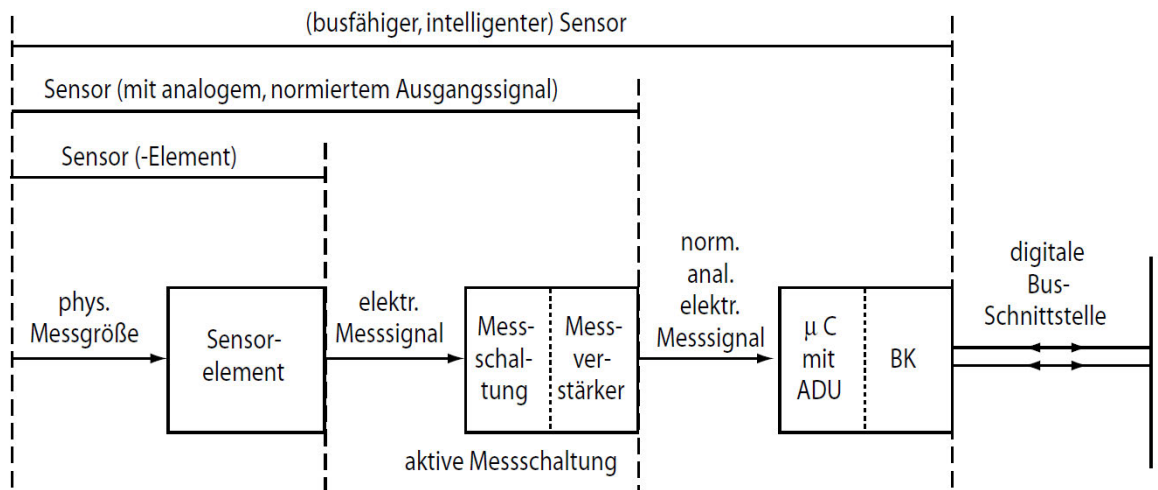 (busfähiger, intelligenter) Sensor
Sensor (mit analogem, normiertem Ausgangssignal)
Sensor (-Element)
phys.
Messgröße
Sensor-
element
elektr.
Messsignal
Mess-
schal-
tung
Mess-
ver-
stärker
aktive Messschaltung
norm.
anal.
elektr.
Messsignal
μ C
mit
ADU
BK
digitale
Bus-
Schnittstelle